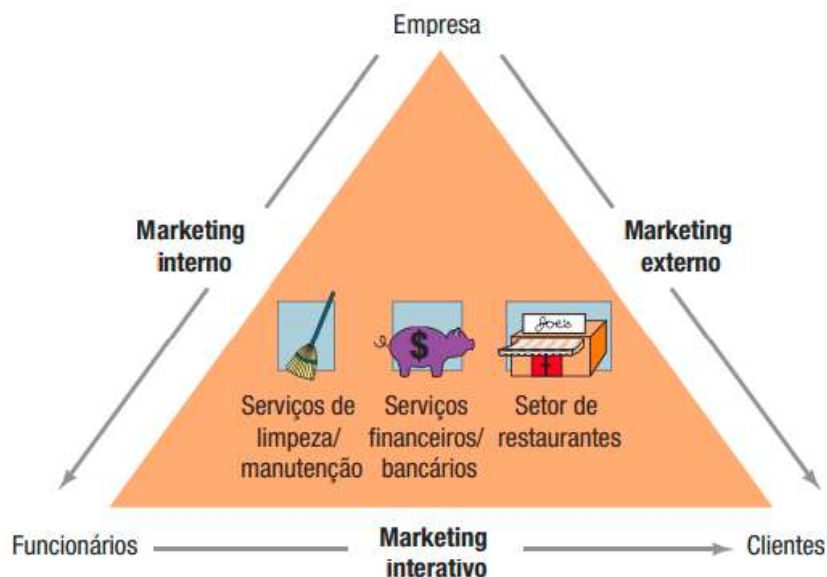 Empresa
Marketing
interno
Marketing
externo
Joe's
$
Serviços de
limpeza/
manutenção
Serviços
financeiros/
bancários
Setor de
restaurantes
Funcionários
Marketing
interativo
Clientes